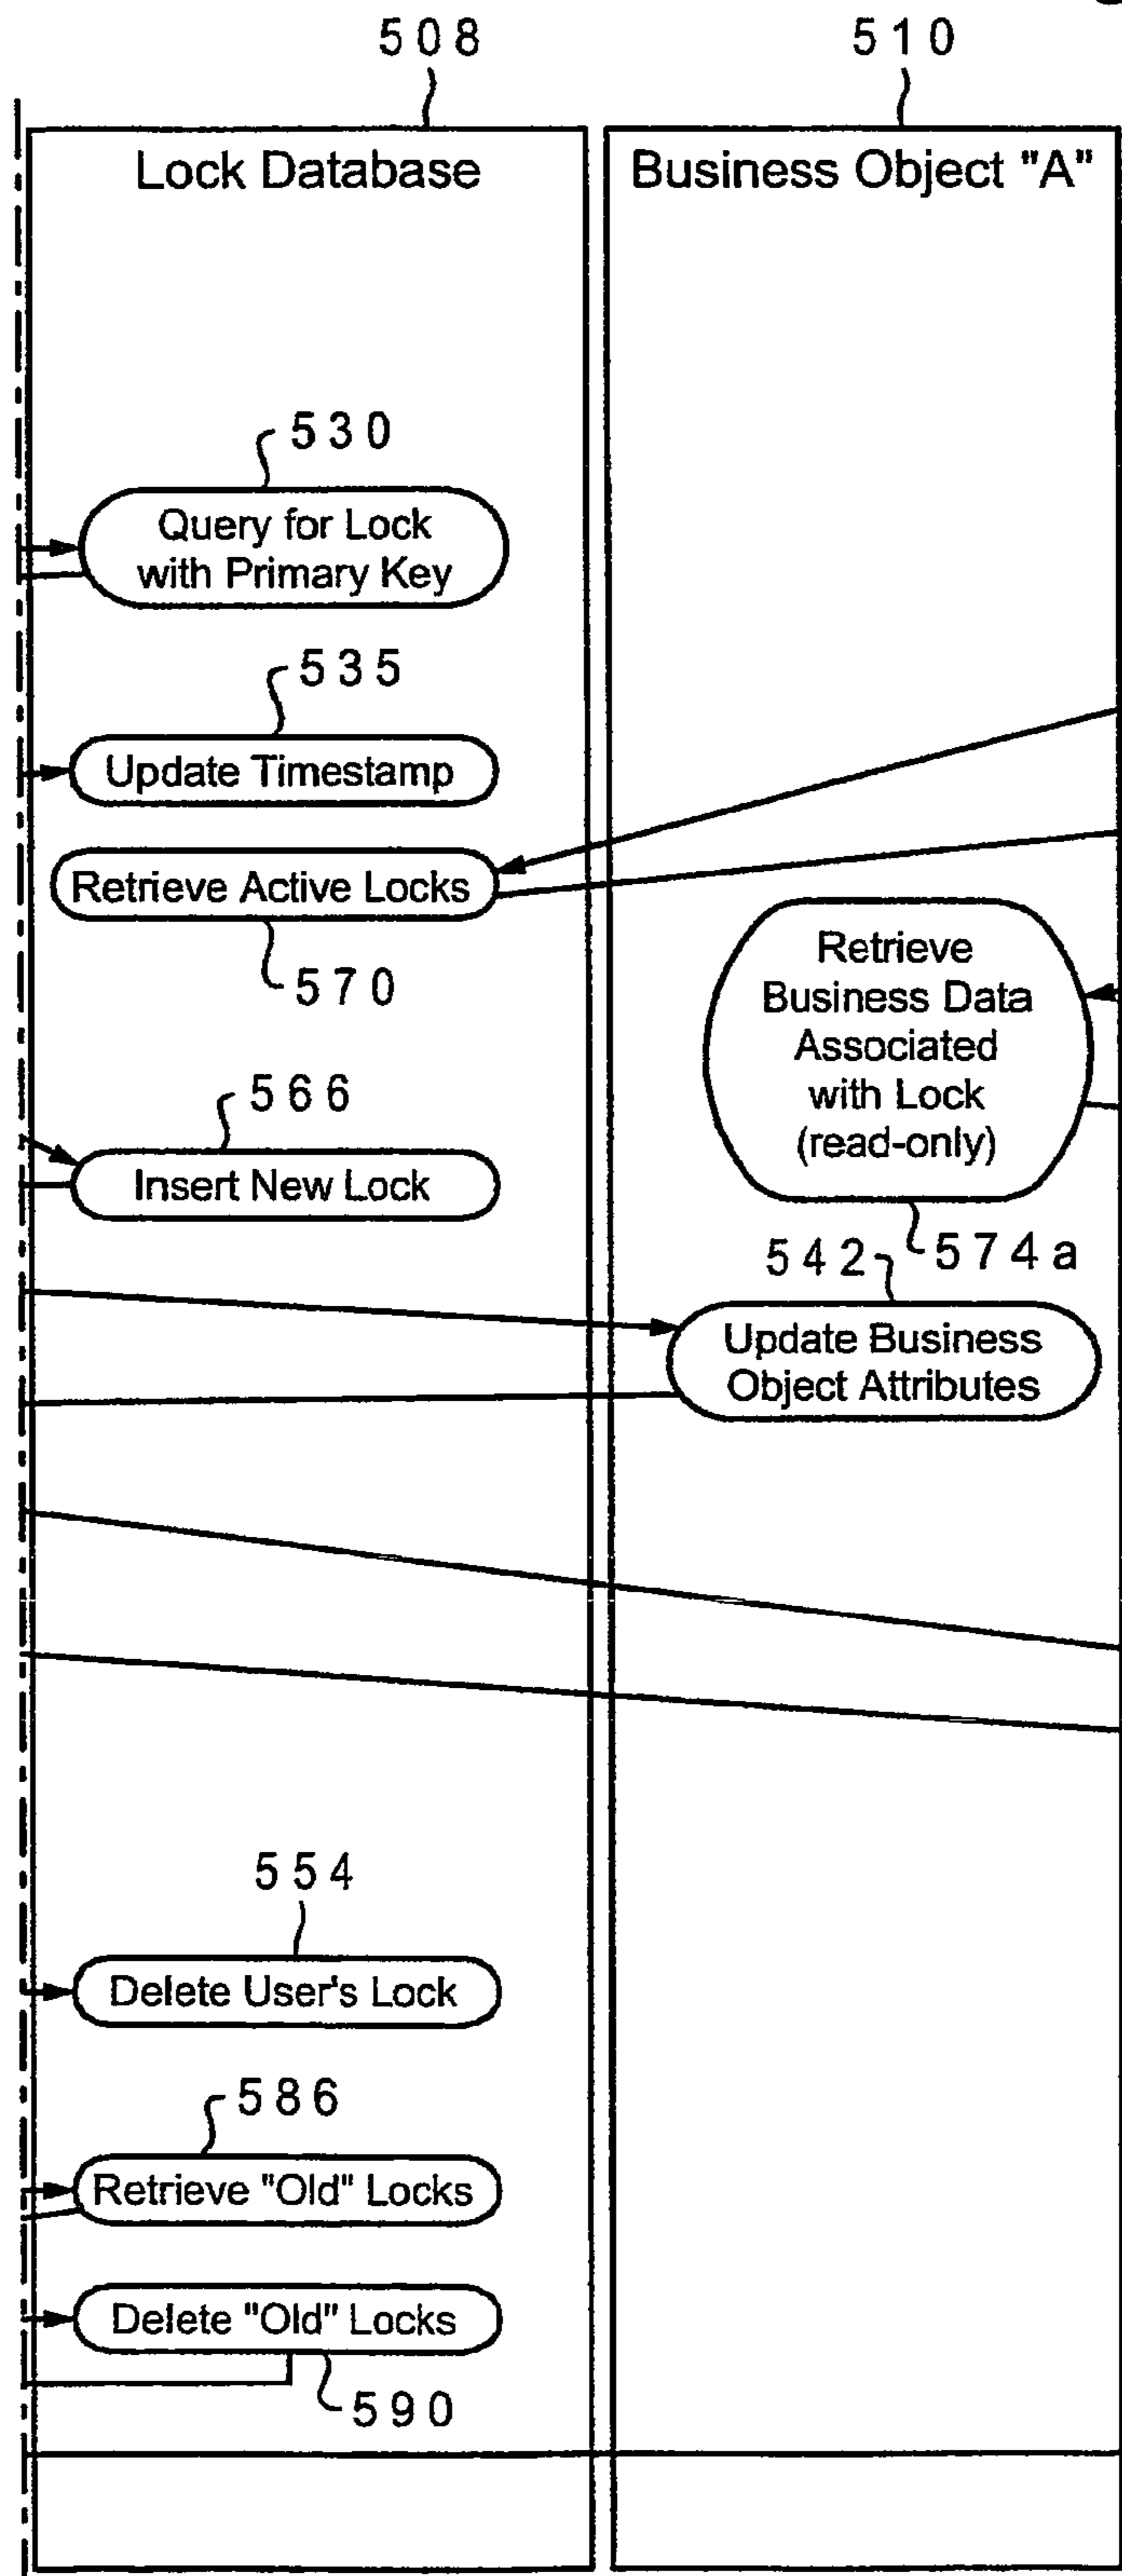 508
510
Lock Database
Business Object "A"
530
Query for Lock
with Primary Key
535
Update Timestamp
Retrieve Active Locks
570
Retrieve
Business Data
Associated
with Lock
(read-only)
574a
566
Insert New Lock
542
Update Business
Object Attributes
554
Delete User's Lock
586
Retrieve "Old" Locks
Delete "Old" Locks
590